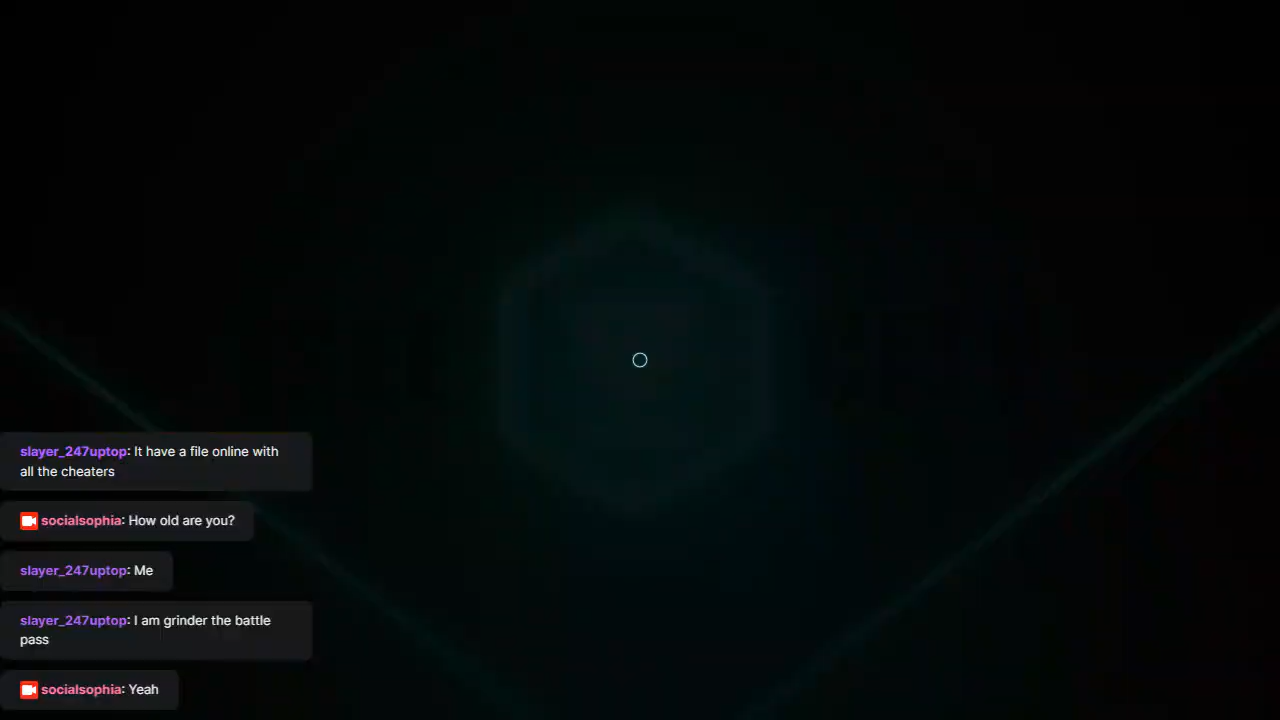 slayer_247uptop: It have a file online with
all the cheaters
socialsophia: How old are you?
slayer_247uptop: Me
slayer_247uptop: I am grinder the battle
pass
socialsophia: Yeah